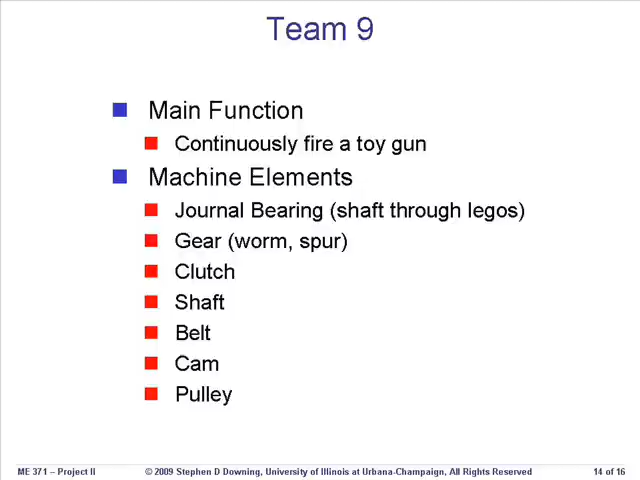 Team 9
Main Function
Continuously fire a toy gun
Machine Elements
Journal Bearing (shaft through legos)
Gear (worm, spur)
Clutch
Shaft
Belt
Cam
Pulley
ME 371 – Project Ii © 2009 Stephen D Downing, University of Illinois at Urbana-Champaign, All Rights Reserved 14 of 16